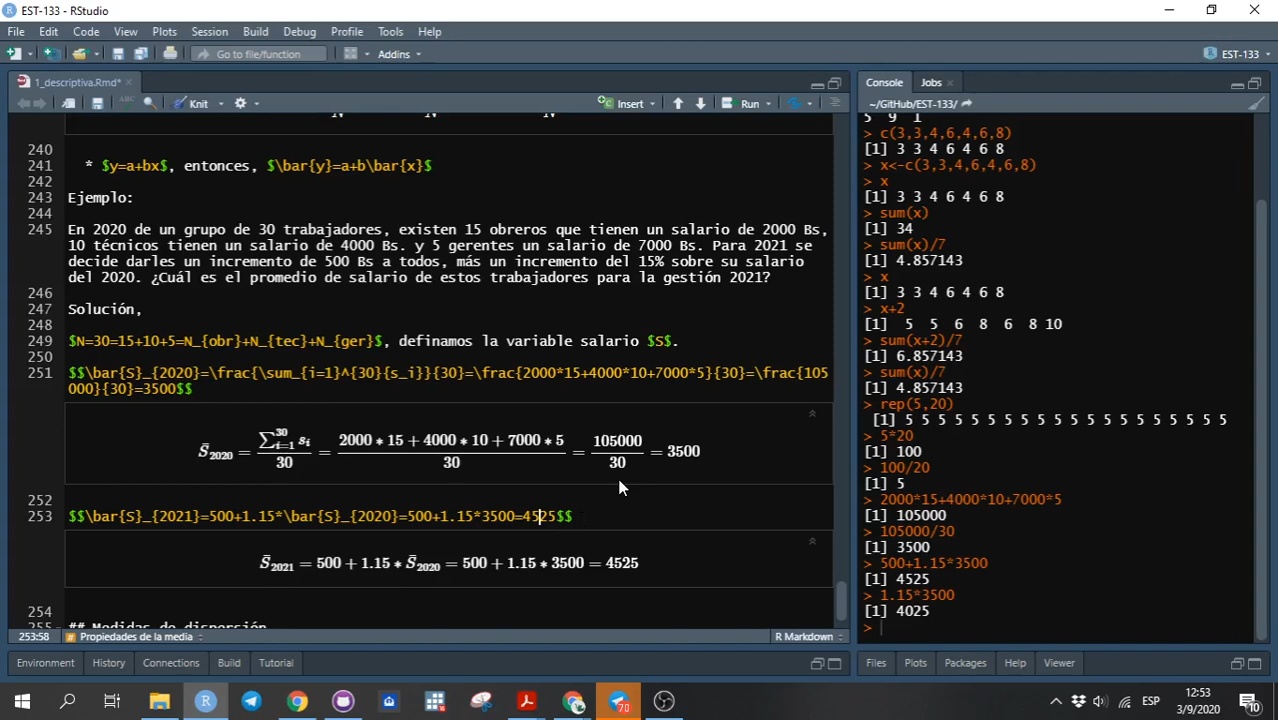 EST-133 - RStudio
File Edit Code View Plots Session Build Debug Profile Tools Help
Go to file/function Addins EST-133
1_descriptiva.Rmd*
ABC Knit Insert Run
N N N
240
241 * $y=a+bx$, entonces, $\bar{y}=a+b\bar{x}$
242
243 Ejemplo:
244
245 En 2020 de un grupo de 30 trabajadores, existen 15 obreros que tienen un salario de 2000 Bs,
10 técnicos tienen un salario de 4000 Bs. y 5 gerentes un salario de 7000 Bs. Para 2021 se
decide darles un incremento de 500 Bs a todos, más un incremento del 15% sobre su salario
del 2020. ¿Cuál es el promedio de salario de estos trabajadores para la gestión 2021?
246
247 Solución,
248
249 $N=30=15+10+5=N_{obr}+N_{tec}+N_{ger}$, definamos la variable salario $S$.
250
251 $$\bar{S}_{2020}=\frac{\sum_{i=1}^{30}{s_i}}{30}=\frac{2000*15+4000*10+7000*5}{30}=\frac{105
000}{30}=3500$$
S̄2020 = ∑30i=1 si / 30 = 2000 * 15 + 4000 * 10 + 7000 * 5 / 30 = 105000 / 30 = 3500
252
253 $$\bar{S}_{2021}=500+1.15*\bar{S}_{2020}=500+1.15*3500=4525$$
S̄2021 = 500 + 1.15 * S̄2020 = 500 + 1.15 * 3500 = 4525
254
255 ## Medidas de dispersión
253:58 # Propiedades de la media R Markdown
Environment History Connections Build Tutorial
Console Jobs
~/GitHub/EST-133/
5 9 1
> c(3,3,4,6,4,6,8)
[1] 3 3 4 6 4 6 8
> x<-c(3,3,4,6,4,6,8)
> x
[1] 3 3 4 6 4 6 8
> sum(x)
[1] 34
> sum(x)/7
[1] 4.857143
> x
[1] 3 3 4 6 4 6 8
> x+2
[1] 5 5 6 8 6 8 10
> sum(x+2)/7
[1] 6.857143
> sum(x)/7
[1] 4.857143
> rep(5,20)
[1] 5 5 5 5 5 5 5 5 5 5 5 5 5 5 5 5 5 5 5 5
> 5*20
[1] 100
> 100/20
[1] 5
> 2000*15+4000*10+7000*5
[1] 105000
> 105000/30
[1] 3500
> 500+1.15*3500
[1] 4525
> 1.15*3500
[1] 4025
>
Files Plots Packages Help Viewer
ESP
12:53
3/9/2020